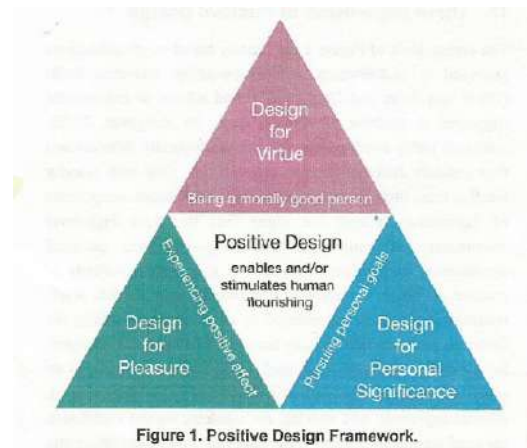 Design
for
Virtue
Being a morally good person
Positive Design
enables and/or
stimulates human
flourishing
Experiencing positive affect
Design
for
Pleasure
Pursuing personal goals
Design
for
Personal
Significance
Figure 1. Positive Design Framework.